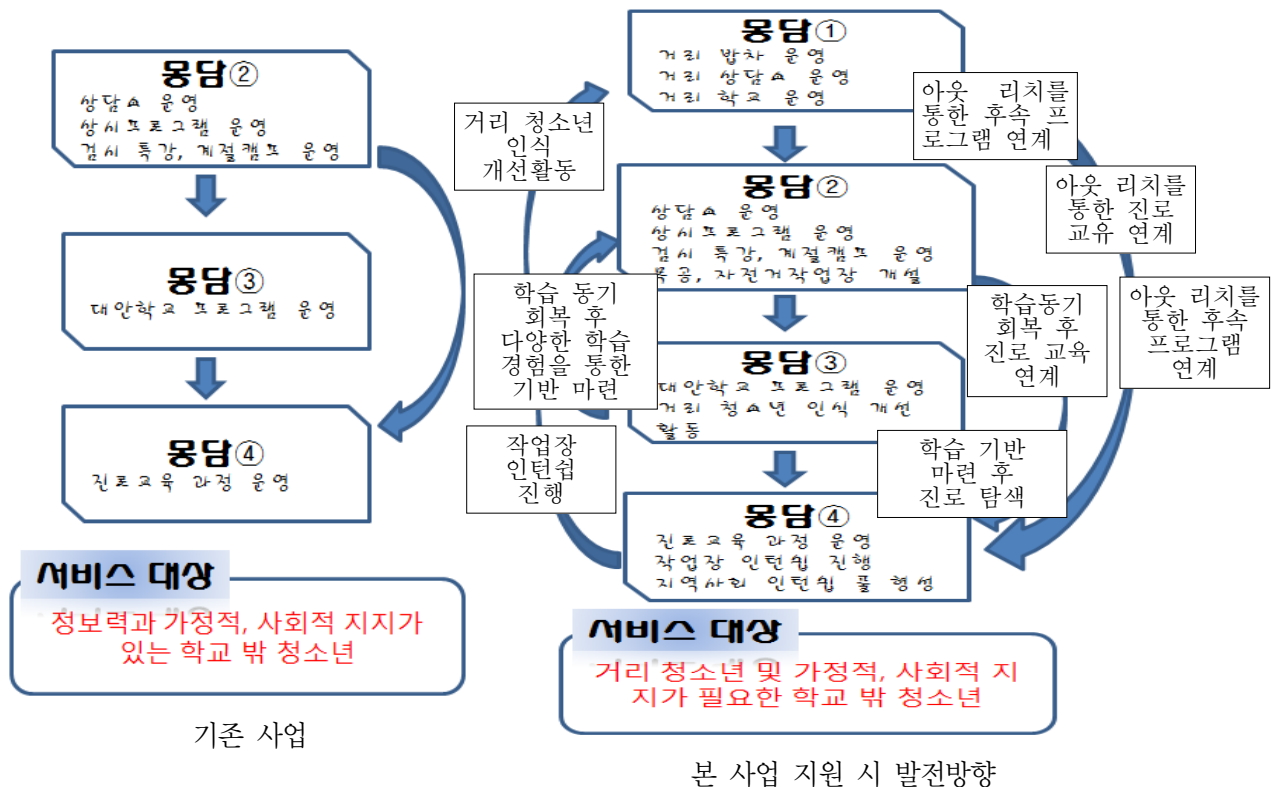 몽담②
상담소 운영
상시프로그램 운영
검시 특강, 계절캠프 운영
몽담③
대안학교 프로그램 운영
몽담④
진로교육 과정 운영
서비스 대상
정보력과 가정적, 사회적 지지가
있는 학교 밖 청소년
기존 사업
몽담①
거리 밥차 운영
거리 상담소 운영
거리 학교 운영
거리 청소년
인식
개선활동
아웃 리치를
통한 후속 프
로그램 연계
몽담②
상담소 운영
상시프로그램 운영
검시 특강, 계절캠프 운영
목공, 자전거작업장 개설
아웃 리치를
통한 진로
교유 연계
학습 동기
회복 후
다양한 학습
경험을 통한
기반 마련
학습동기
회복 후
진로 교육
연계
아웃 리치를
통한 후속
프로그램
연계
몽담③
대안학교 프로그램 운영
거리 청소년 인식 개선
활동
작업장
인턴쉽
진행
학습 기반
마련 후
진로 탐색
몽담④
진로교육 과정 운영
작업장 인턴쉽 진행
지역사회 인턴쉽 풀 형성
서비스 대상
거리 청소년 및 가정적, 사회적 지
지가 필요한 학교 밖 청소년
본 사업 지원 시 발전방향